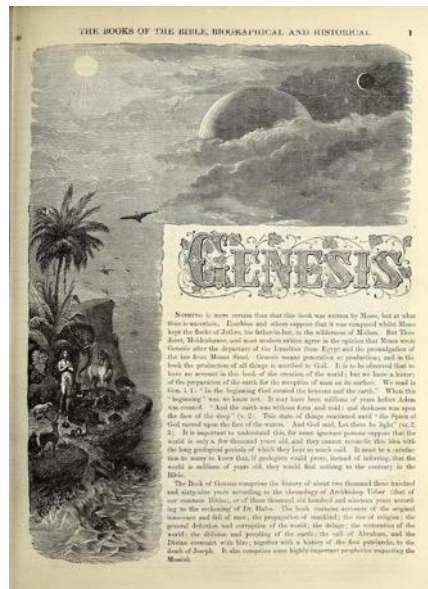 THE BOOKS OF THE BIBLE, BIOGRAPHICAL AND HISTORICAL.
1
GENESIS.
NOTHING is more certain than that this book was written by Moses, but at what
time is uncertain. Eusebius and others suppose that it was composed whilst Moses
kept the flocks of Jethro, his father-in-law, in the wilderness of Midian. But Theo-
doret, Moldenhauer, and most modern critics agree in the opinion that Moses wrote
Genesis after the departure of the Israelites from Egypt and the promulgation of
the law from Mount Sinai. Genesis means generation or production; and in this
book the production of all things is ascribed to God. It is to be observed that we
have no account in this book of the creation of the world; but we have a history
of the preparation of the earth for the reception of man on its surface. We read in
Gen. i. 1: "In the beginning God created the heavens and the earth." When this
"beginning" was, we know not. It may have been millions of years before Adam
was created. "And the earth was without form and void: and darkness was upon
the face of the deep" (v. 2). This state of things continued until "the Spirit of
God moved upon the face of the waters. And God said, Let there be light" (vs. 2,
3). It is important to understand this, for some ignorant persons suppose that the
world is only a few thousand years old, and they cannot reconcile this idea with
the long geological periods of which they hear so much said. It must be a satisfac-
tion to many to know that, if geologists could prove, instead of inferring, that the
world is millions of years old, they would find nothing to the contrary in the
Bible.
The Book of Genesis comprises the history of about two thousand three hundred
and sixty-nine years according to the chronology of Archbishop Usher (that of
our common Bibles), or of three thousand six hundred and nineteen years accord-
ing to the reckoning of Dr. Hales. The book contains accounts of the original
innocence and fall of man; the propagation of mankind; the rise of religion; the
general defection and corruption of the world; the deluge; the restoration of the
world; the division and peopling of the earth; the call of Abraham, and the
Divine covenant with him; together with a history of the first patriarchs, to the
death of Joseph. It also comprises some highly-important prophecies respecting the
Messiah.